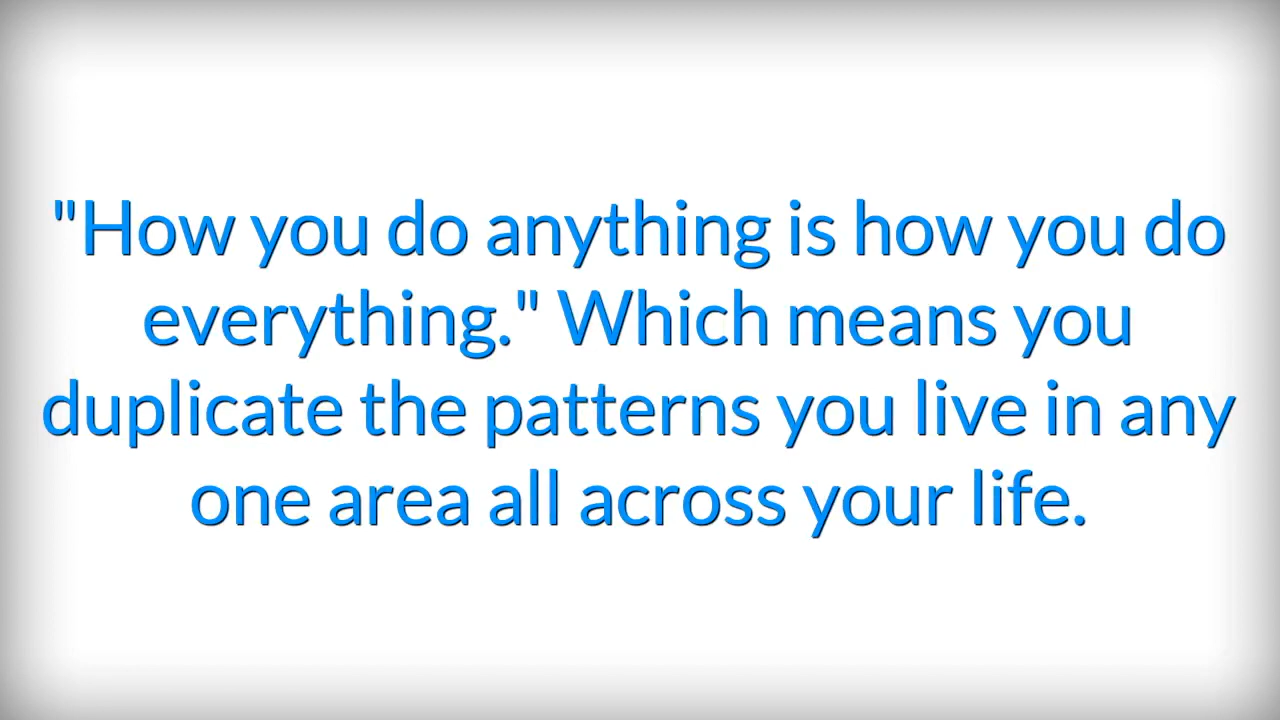 "How you do anything is how you do
everything." Which means you
duplicate the patterns you live in any
one area all across your life.